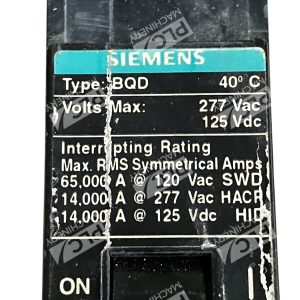 SIEMENS
Type: BQD 40° C
Volts Max: 277 Vac
125 Vdc
Interrupting Rating
Max. RMS Symmetrical Amps
65,000 A @ 120 Vac SWD
14,000 A @ 277 Vac HACR
14,000 A @ 125 Vdc HID
ON I